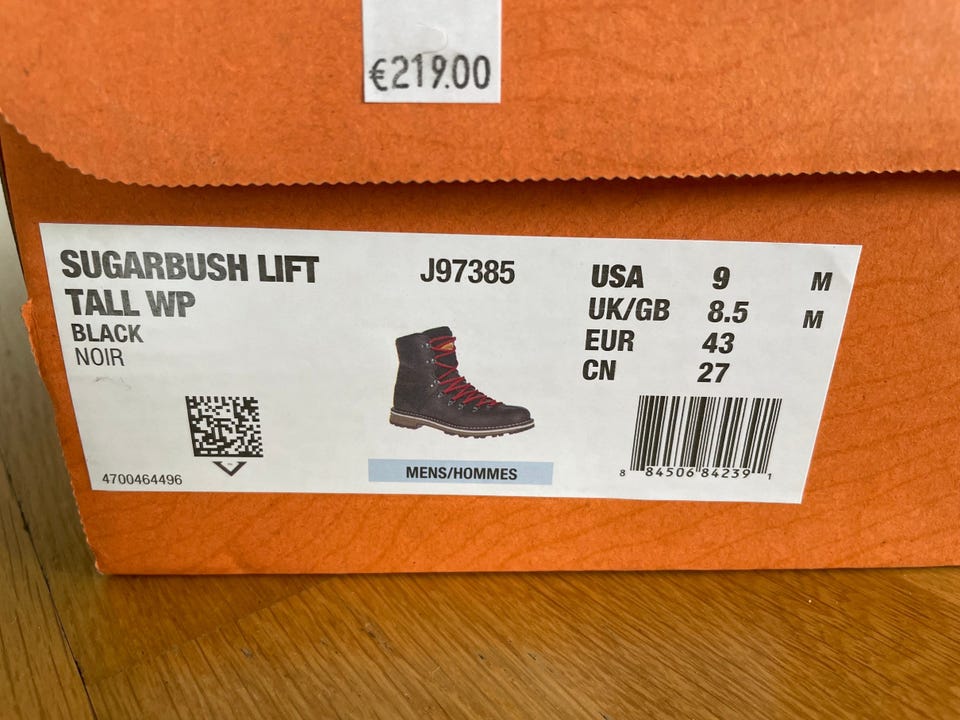 €219.00
SUGARBUSH LIFT
TALL WP
BLACK
NOIR
4700464496
J97385
MENS/HOMMES
USA 9 M
UK/GB 8.5 M
EUR 43
CN 27
8 84506 84239 1